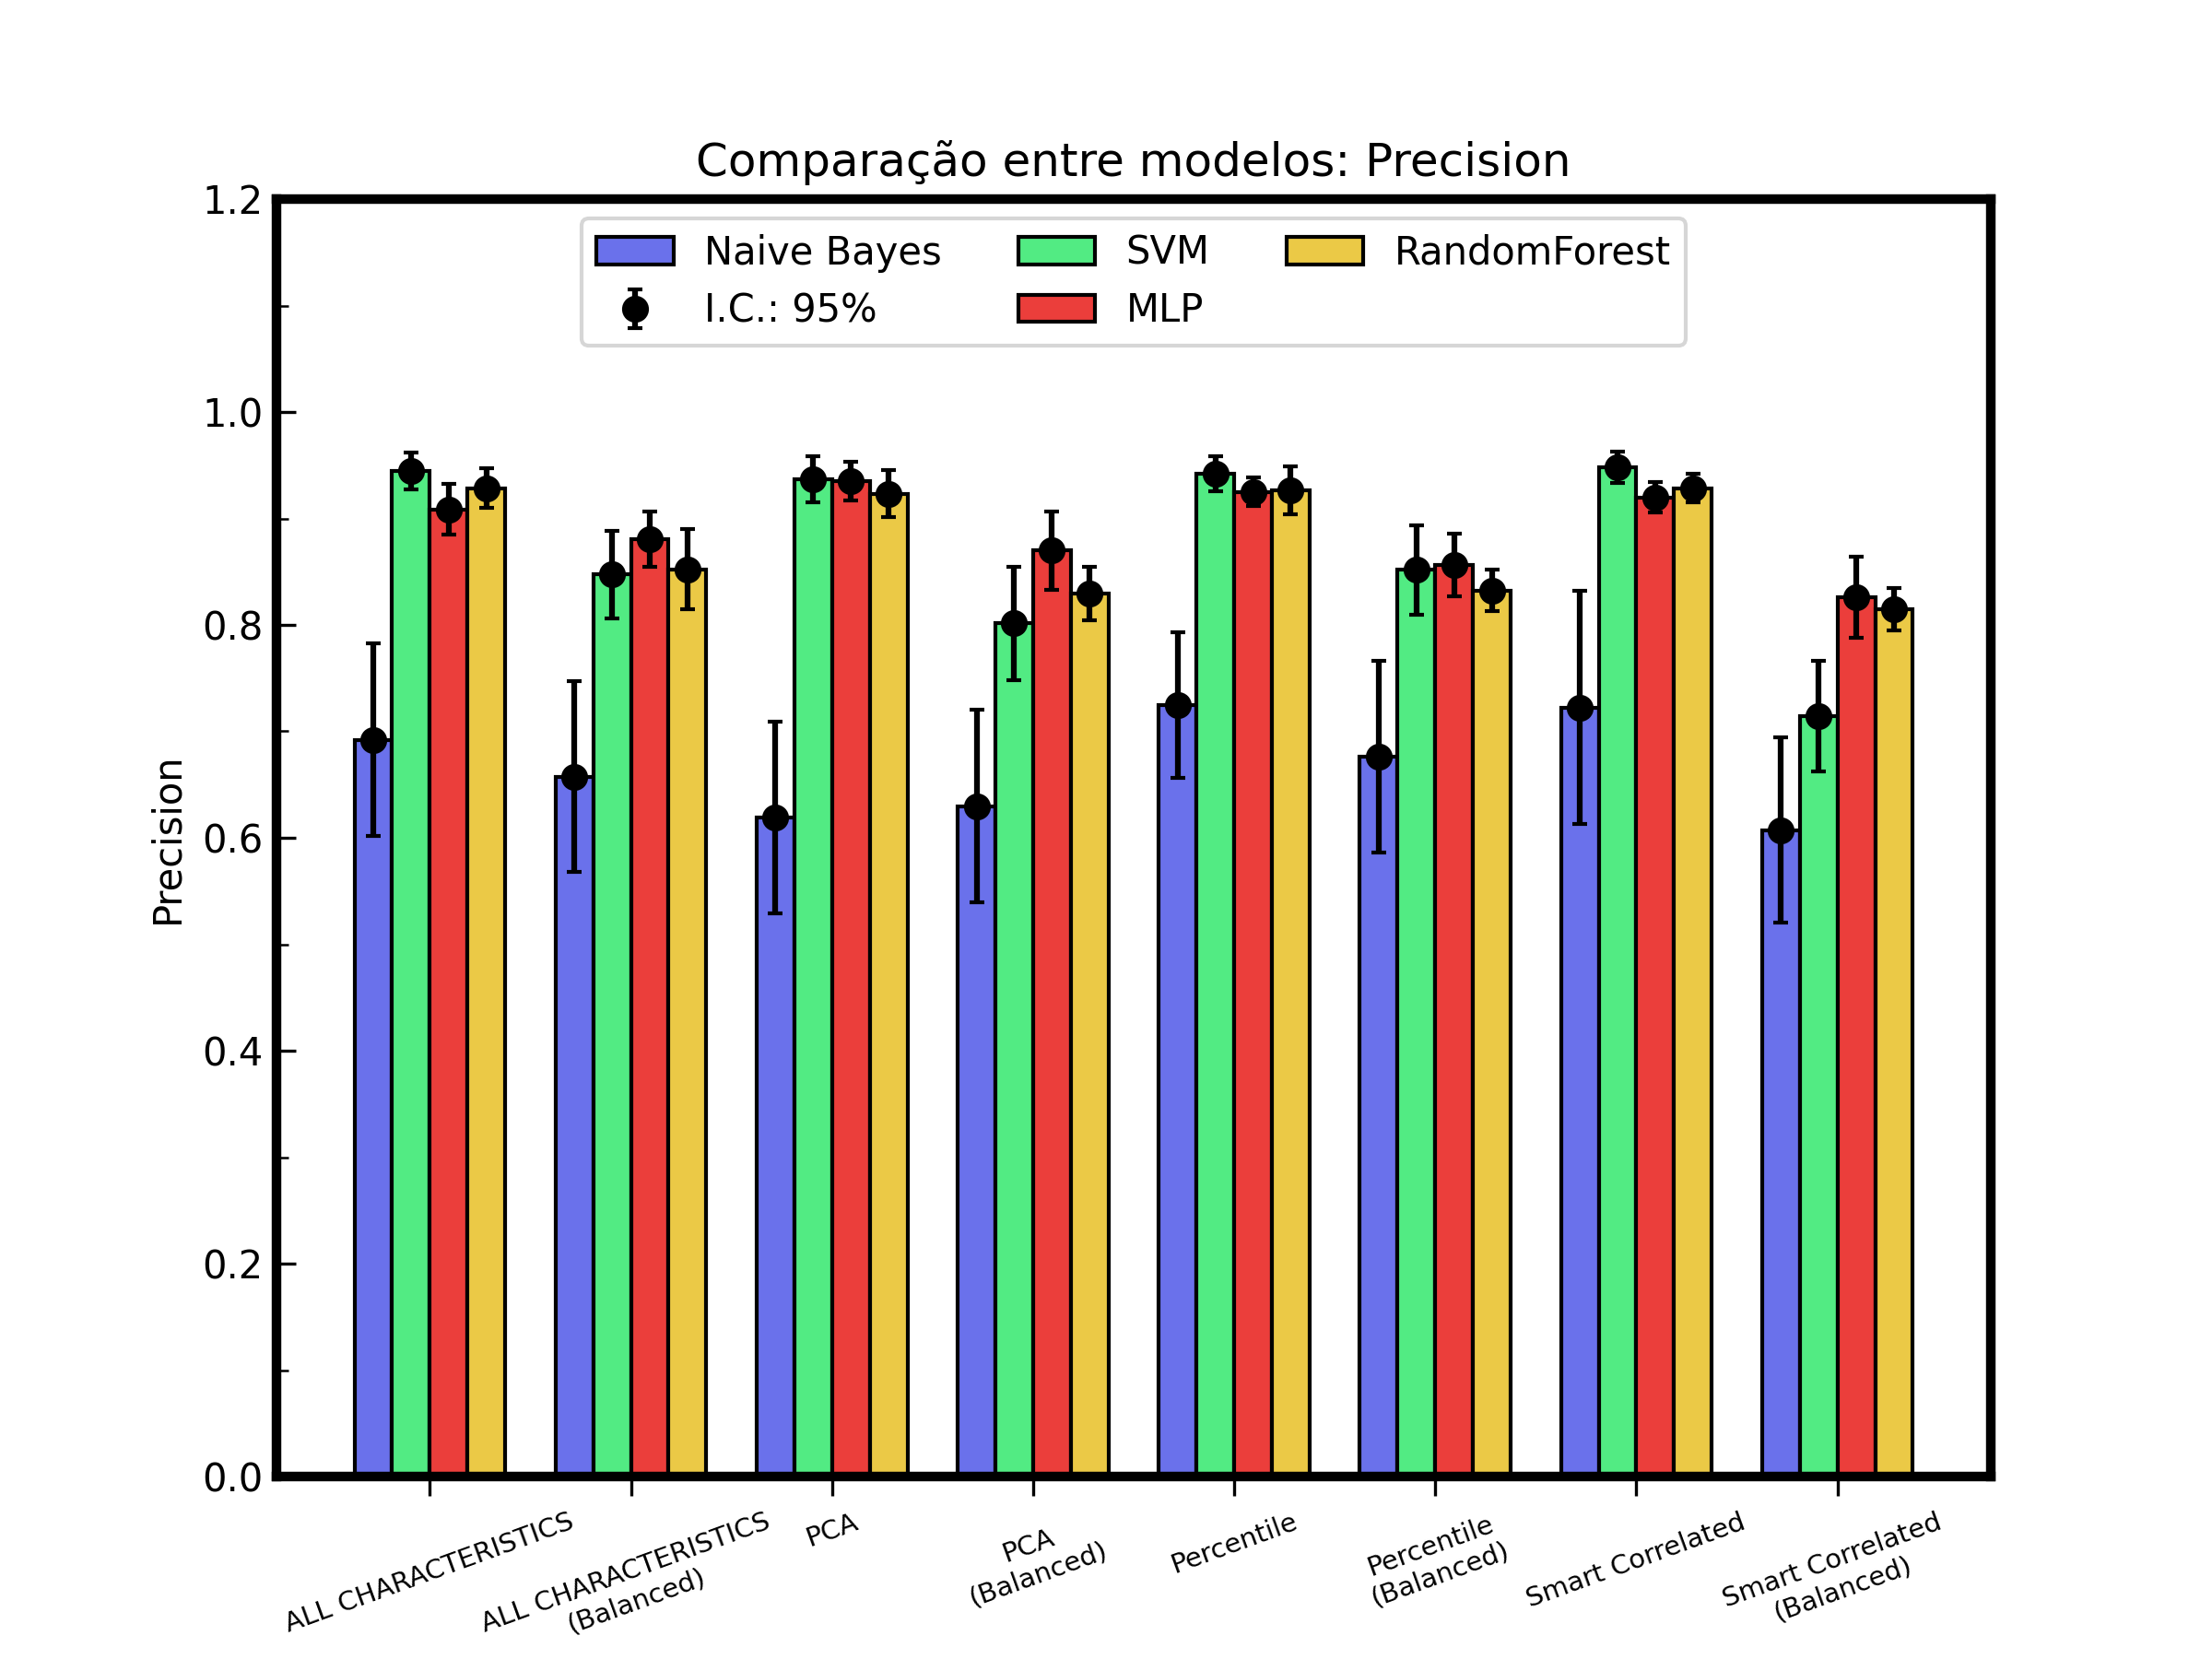 Comparação entre modelos: Precision
Naive Bayes
I.C.: 95%
SVM
MLP
RandomForest
Precision
1.2
1.0
0.8
0.6
0.4
0.2
0.0
ALL CHARACTERISTICS
ALL CHARACTERISTICS
(Balanced)
PCA
PCA
(Balanced)
Percentile
Percentile
(Balanced)
Smart Correlated
Smart Correlated
(Balanced)